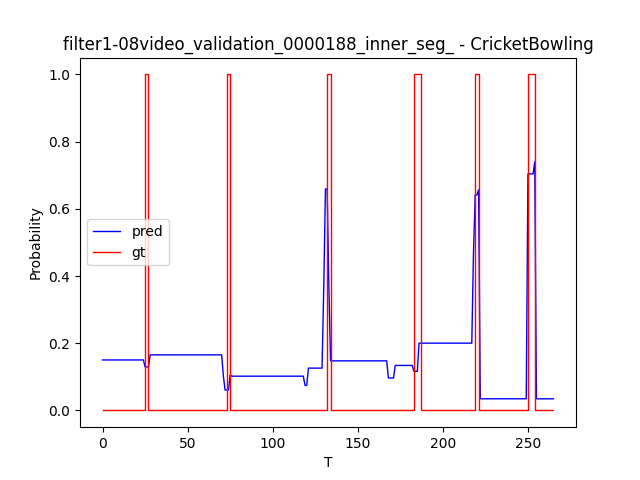 filter1-08video_validation_0000188_inner_seg_ - CricketBowling
1.0
0.8
0.6
0.4
0.2
0.0
Probability
pred
gt
0 50 100 150 200 250
T